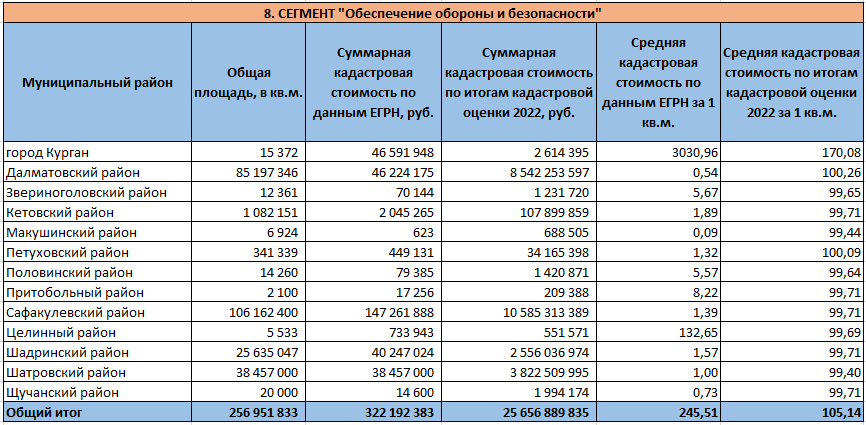 8. СЕГМЕНТ "Обеспечение обороны и безопасности"
Муниципальный район | Общая площадь, в кв.м. | Суммарная кадастровая стоимость по данным ЕГРН, руб. | Суммарная кадастровая стоимость по итогам кадастровой оценки 2022, руб. | Средняя кадастровая стоимость по данным ЕГРН за 1 кв.м. | Средняя кадастровая стоимость по итогам кадастровой оценки 2022 за 1 кв.м.
город Курган | 15 372 | 46 591 948 | 2 614 395 | 3030,96 | 170,08
Далматовский район | 85 197 346 | 46 224 175 | 8 542 253 597 | 0,54 | 100,26
Звериноголовский район | 12 361 | 70 144 | 1 231 720 | 5,67 | 99,65
Кетовский район | 1 082 151 | 2 045 265 | 107 899 859 | 1,89 | 99,71
Макушинский район | 6 924 | 623 | 688 505 | 0,09 | 99,44
Петуховский район | 341 339 | 449 131 | 34 165 398 | 1,32 | 100,09
Половинский район | 14 260 | 79 385 | 1 420 871 | 5,57 | 99,64
Притобольный район | 2 100 | 17 256 | 209 388 | 8,22 | 99,71
Сафакулевский район | 106 162 400 | 147 261 888 | 10 585 313 389 | 1,39 | 99,71
Целинный район | 5 533 | 733 943 | 551 571 | 132,65 | 99,69
Шадринский район | 25 635 047 | 40 247 024 | 2 556 036 974 | 1,57 | 99,71
Шатровский район | 38 457 000 | 38 457 000 | 3 822 509 995 | 1,00 | 99,40
Щучанский район | 20 000 | 14 600 | 1 994 174 | 0,73 | 99,71
Общий итог | 256 951 833 | 322 192 383 | 25 656 889 835 | 245,51 | 105,14